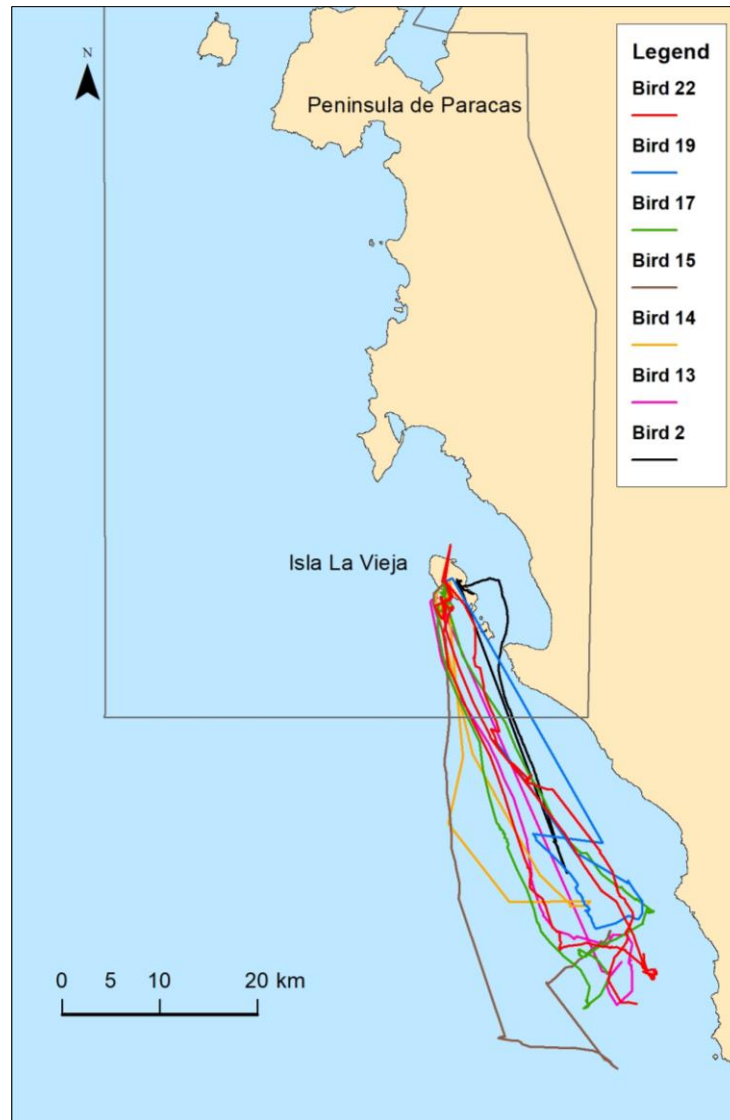 N
Peninsula de Paracas
Legend
Bird 22
Bird 19
Bird 17
Bird 15
Bird 14
Bird 13
Bird 2
Isla La Vieja
0 5 10 20 km